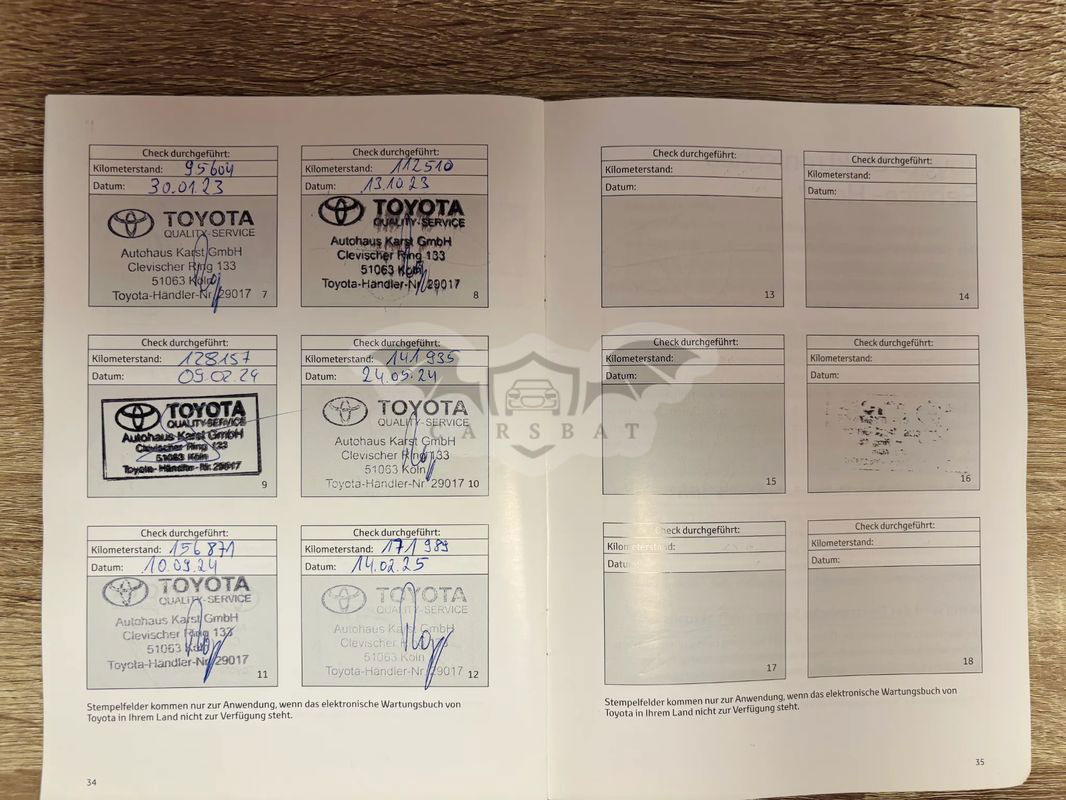 Check durchgeführt:
Kilometerstand: 95604
Datum: 30.01.23
TOYOTA
QUALITY-SERVICE
Autohaus Karst GmbH
Clevischer Ring 133
51063 Köln
Toyota-Händler-Nr. 29017
7
Check durchgeführt:
Kilometerstand: 112510
Datum: 13.10.23
TOYOTA
QUALITY-SERVICE
Autohaus Karst GmbH
Clevischer Ring 133
51063 Köln
Toyota-Händler-Nr. 29017
8
Check durchgeführt:
Kilometerstand: 128157
Datum: 09.02.24
TOYOTA
QUALITY-SERVICE
Autohaus Karst GmbH
Clevischer Ring 133
51063 Köln
Toyota-Händler-Nr. 29017
9
Check durchgeführt:
Kilometerstand: 141935
Datum: 24.05.24
TOYOTA
QUALITY-SERVICE
Autohaus Karst GmbH
Clevischer Ring 133
51063 Köln
Toyota-Händler-Nr. 29017
10
Check durchgeführt:
Kilometerstand: 156871
Datum: 10.09.24
TOYOTA
QUALITY-SERVICE
Autohaus Karst GmbH
Clevischer Ring 133
51063 Köln
Toyota-Händler-Nr. 29017
11
Check durchgeführt:
Kilometerstand: 171989
Datum: 14.02.25
TOYOTA
QUALITY-SERVICE
Autohaus Karst GmbH
Clevischer Ring 133
51063 Köln
Toyota-Händler-Nr. 29017
12
Stempelfelder kommen nur zur Anwendung, wenn das elektronische Wartungsbuch von
Toyota in Ihrem Land nicht zur Verfügung steht.
34
Check durchgeführt:
Kilometerstand:
Datum:
13
Check durchgeführt:
Kilometerstand:
Datum:
14
Check durchgeführt:
Kilometerstand:
Datum:
15
Check durchgeführt:
Kilometerstand:
Datum:
16
Check durchgeführt:
Kilometerstand:
Datum:
17
Check durchgeführt:
Kilometerstand:
Datum:
18
Stempelfelder kommen nur zur Anwendung, wenn das elektronische Wartungsbuch von
Toyota in Ihrem Land nicht zur Verfügung steht.
35
CARSBAT